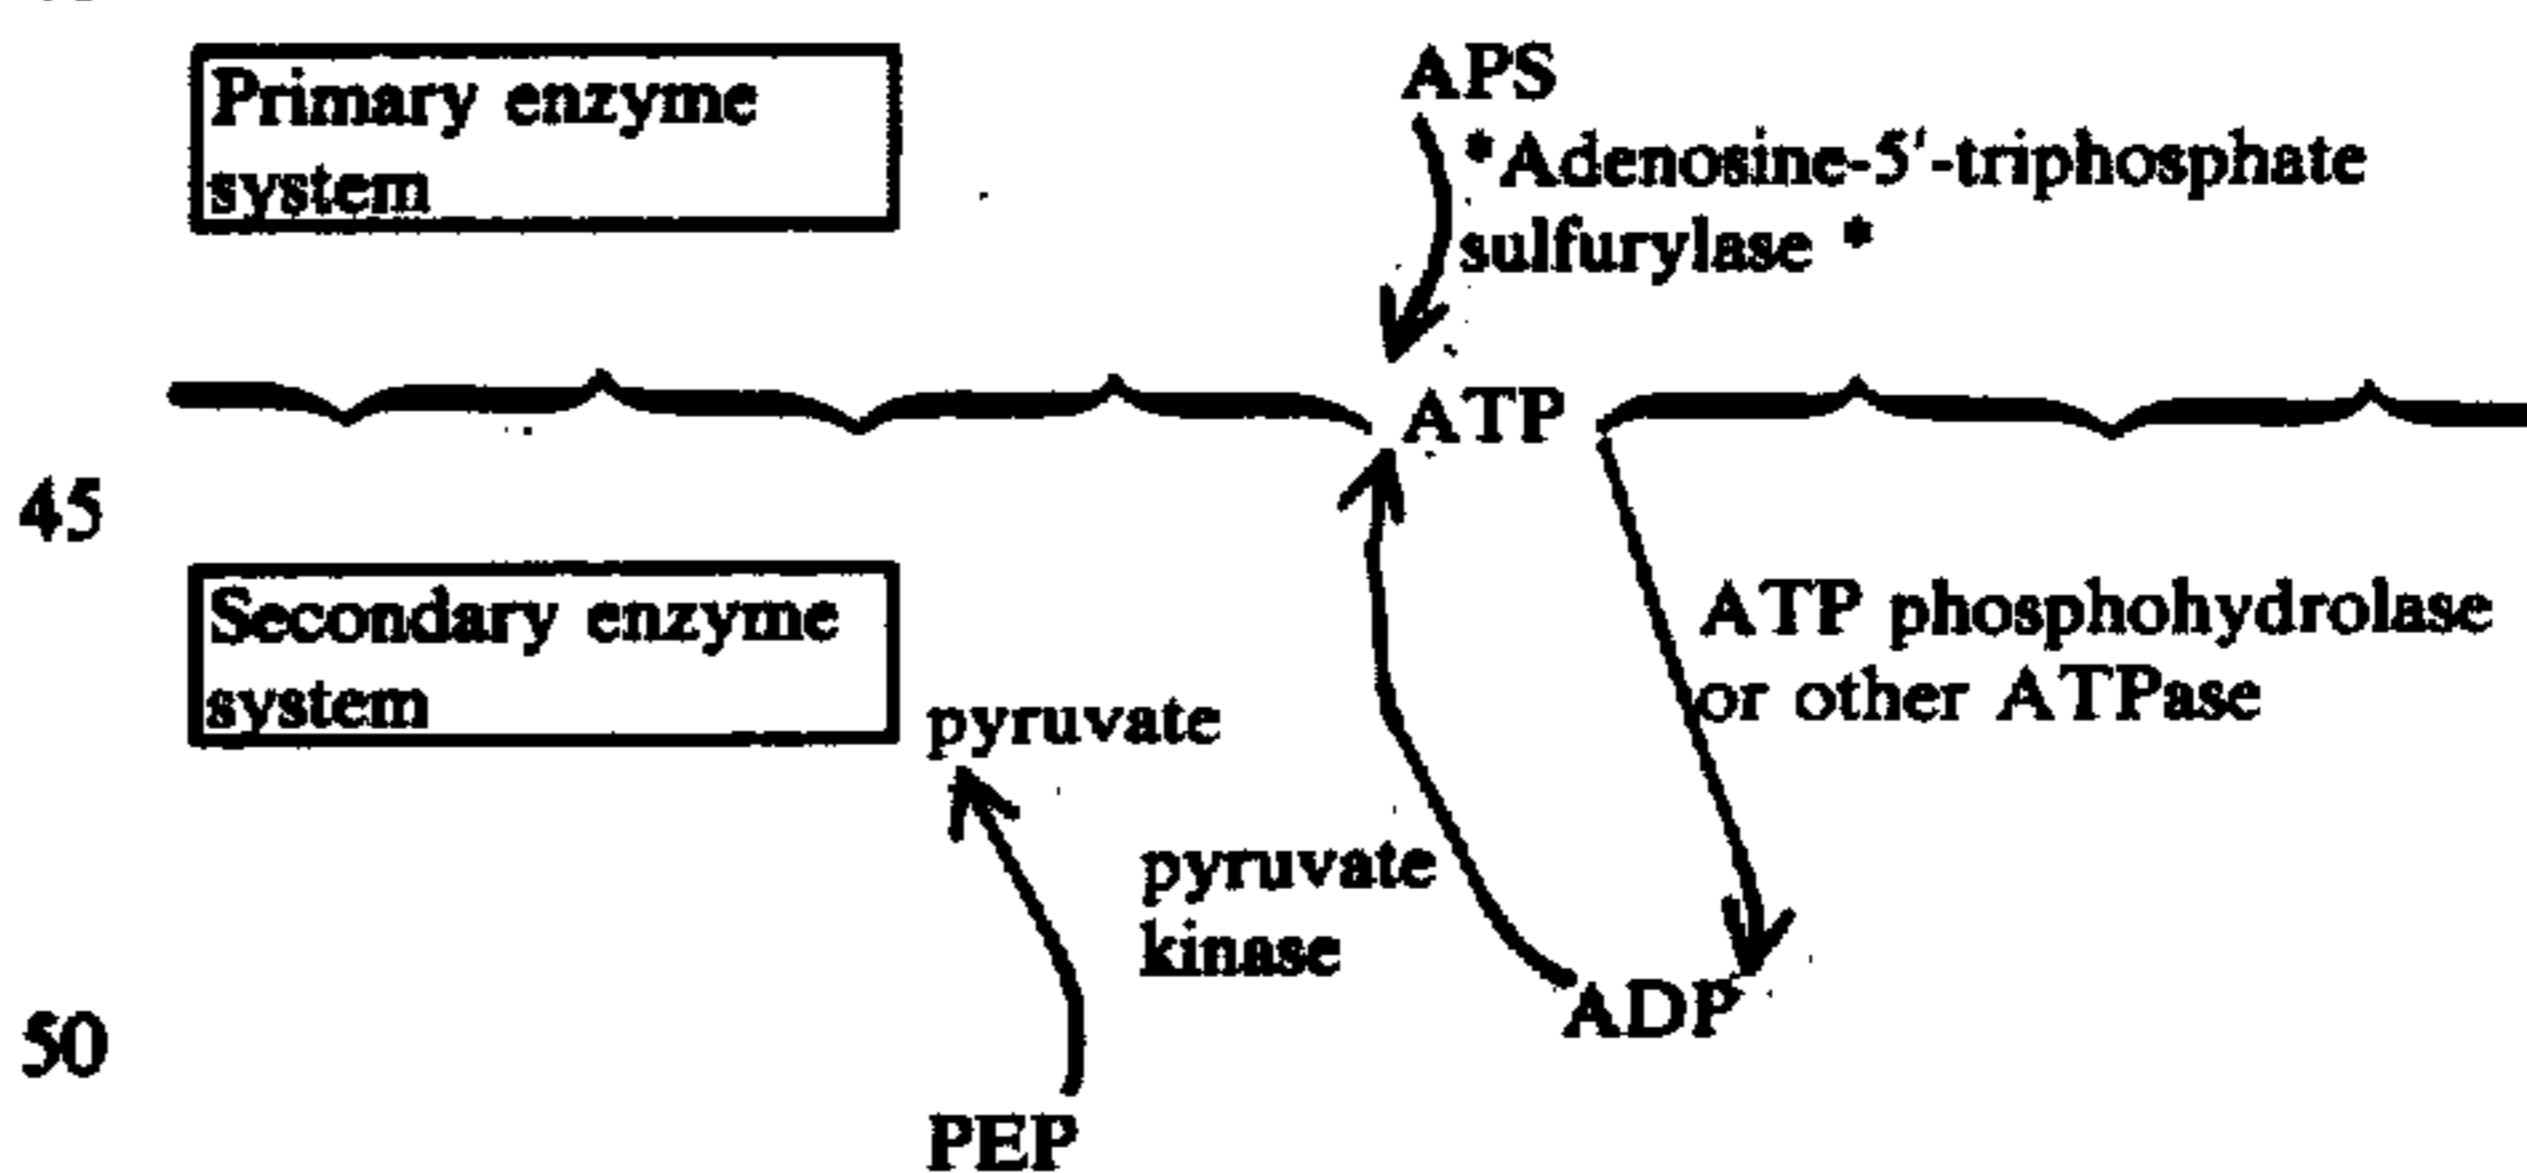 Primary enzyme
system
APS
*Adenosine-5'-triphosphate
sulfurylase *
ATP
45
Secondary enzyme
system
ATP phosphohydrolase
or other ATPase
pyruvate
pyruvate
kinase
ADP
50
PEP